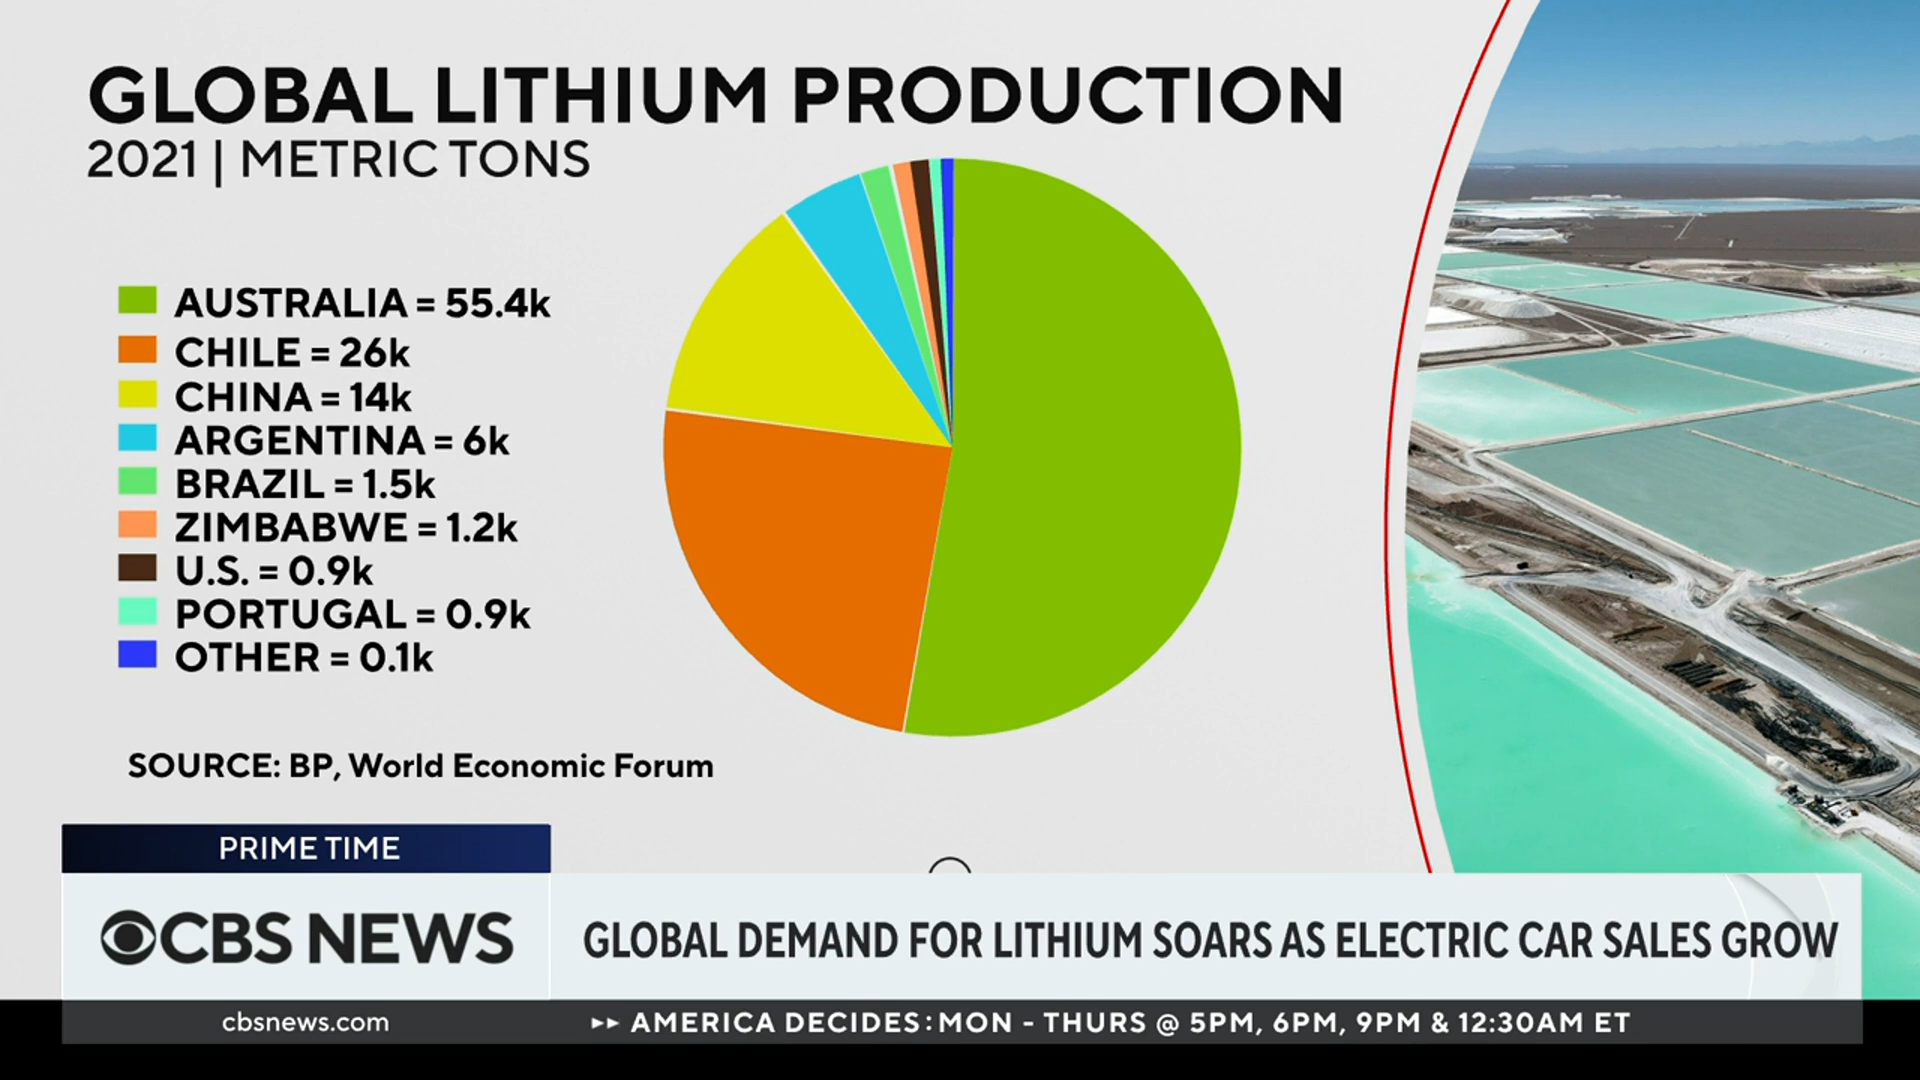 GLOBAL LITHIUM PRODUCTION
2021 | METRIC TONS
AUSTRALIA = 55.4k
CHILE = 26k
CHINA = 14k
ARGENTINA = 6k
BRAZIL = 1.5k
ZIMBABWE = 1.2k
U.S. = 0.9k
PORTUGAL = 0.9k
OTHER = 0.1k
SOURCE: BP, World Economic Forum
PRIME TIME
CBS NEWS
GLOBAL DEMAND FOR LITHIUM SOARS AS ELECTRIC CAR SALES GROW
cbsnews.com
AMERICA DECIDES: MON - THURS @ 5PM, 6PM, 9PM & 12:30AM ET